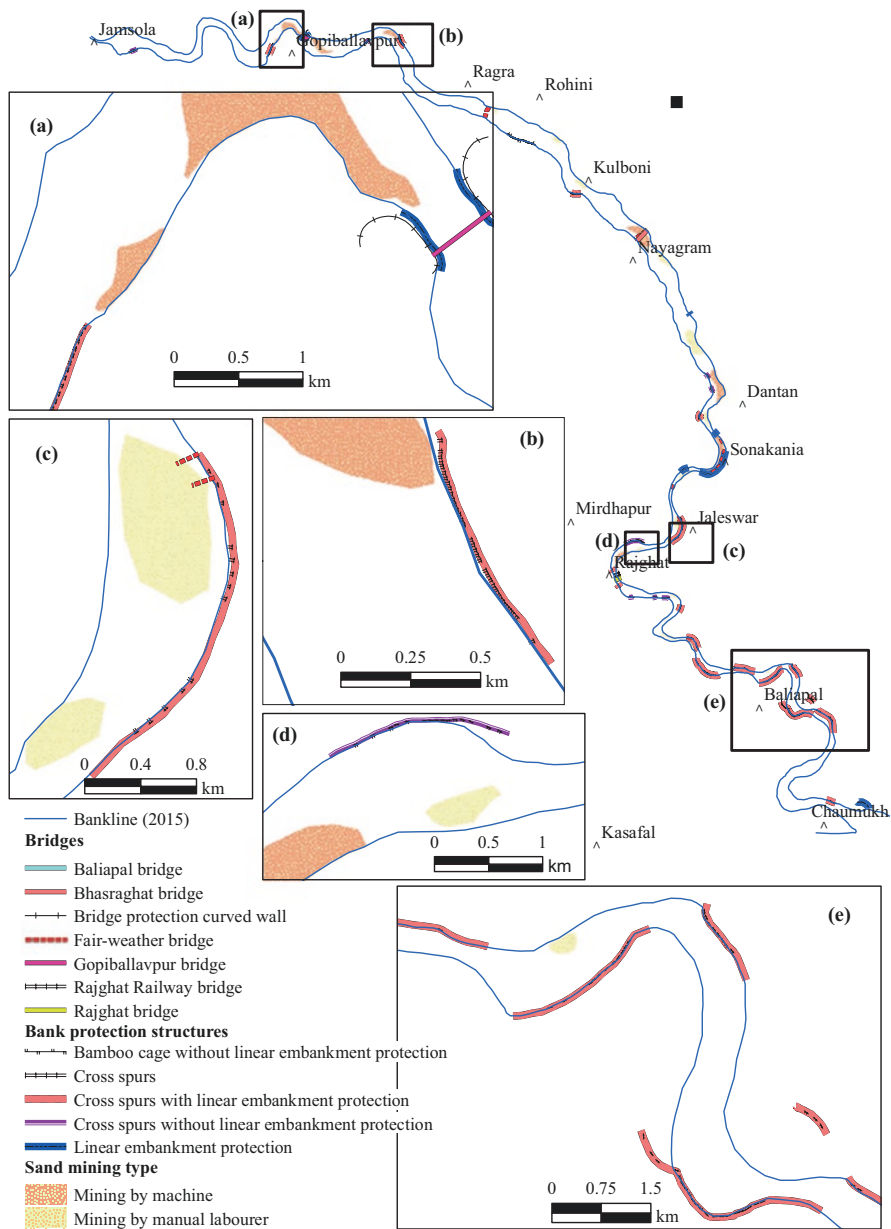 Jamsola
(a)
Gopiballavpur
(b)
Ragra
Rohini
(a)
Kulboni
Nayagram
0 0.5 1
km
Dantan
(c)
(b)
Sonakania
Mirdhapur
Jaleswar
(d)
(c)
Rajghat
0 0.25 0.5
km
(e)
Baliapal
(d)
0 0.4 0.8
km
Chaumukh
0 0.5 1
km
Kasafal
Bankline (2015)
Bridges
Baliapal bridge
Bhasraghat bridge
Bridge protection curved wall
Fair-weather bridge
Gopiballavpur bridge
Rajghat Railway bridge
Rajghat bridge
Bank protection structures
Bamboo cage without linear embankment protection
Cross spurs
Cross spurs with linear embankment protection
Cross spurs without linear embankment protection
Linear embankment protection
Sand mining type
Mining by machine
Mining by manual labourer
(e)
0 0.75 1.5
km